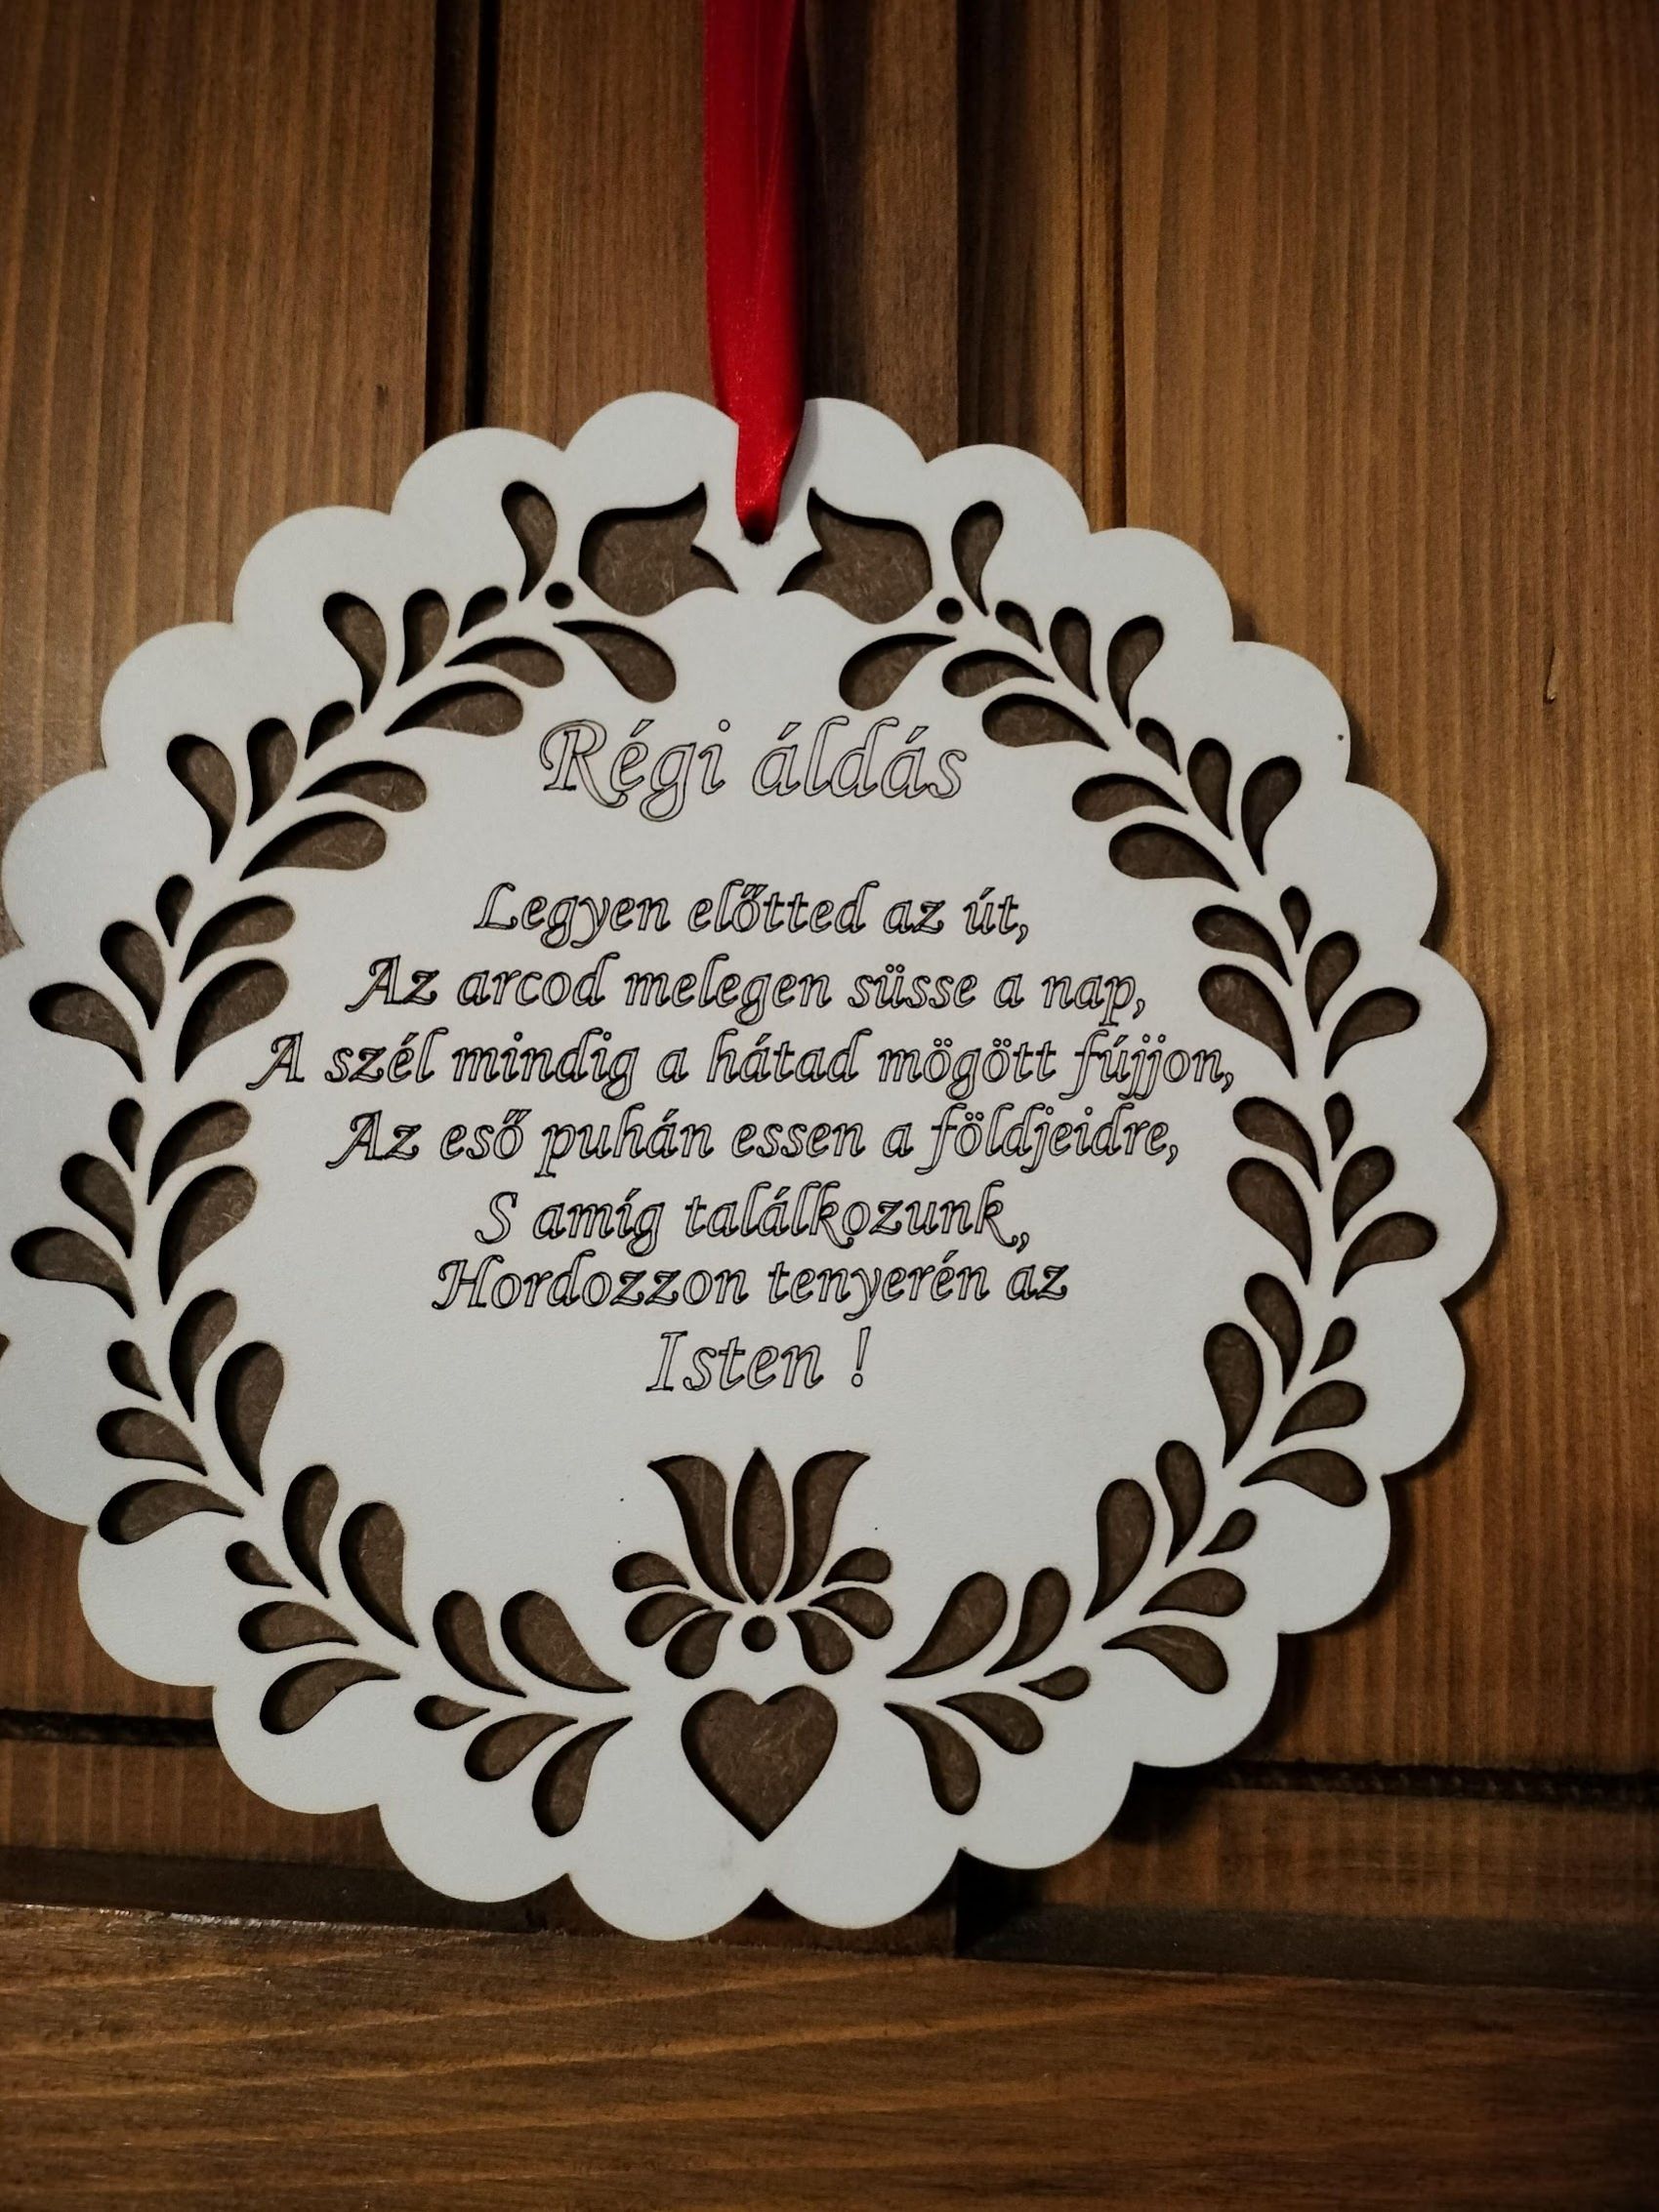 Régi áldás
Legyen előtted az út,
Az arcod melegen süsse a nap,
A szél mindig a hátad mögött fújjon,
Az eső puhán essen a földjeidre,
S amíg találkozunk,
Hordozzon tenyerén az
Isten !